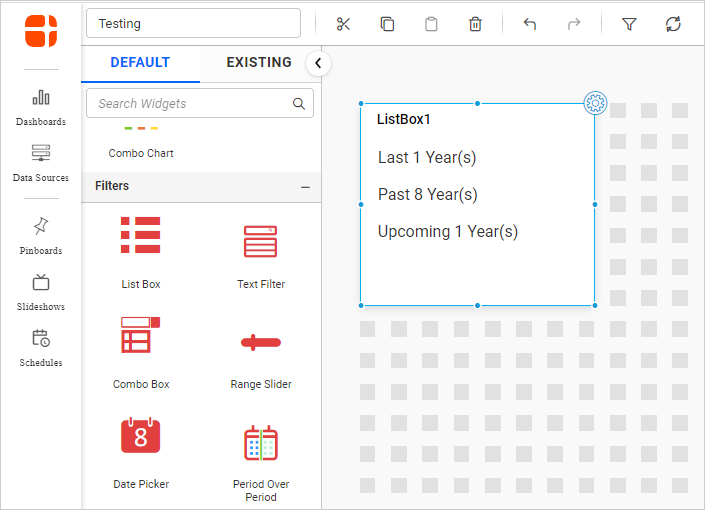 Testing
Dashboards
Data Sources
Pinboards
Slideshows
Schedules
DEFAULT
EXISTING
Search Widgets
Combo Chart
Filters
List Box
Text Filter
Combo Box
Range Slider
8
Date Picker
Period Over
Period
ListBox1
Last 1 Year(s)
Past 8 Year(s)
Upcoming 1 Year(s)